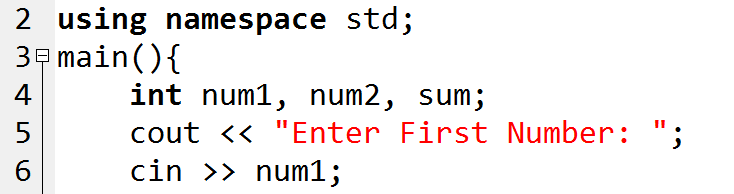 2 using namespace std;
3 main(){
4 int num1, num2, sum;
5 cout << "Enter First Number: ";
6 cin >> num1;